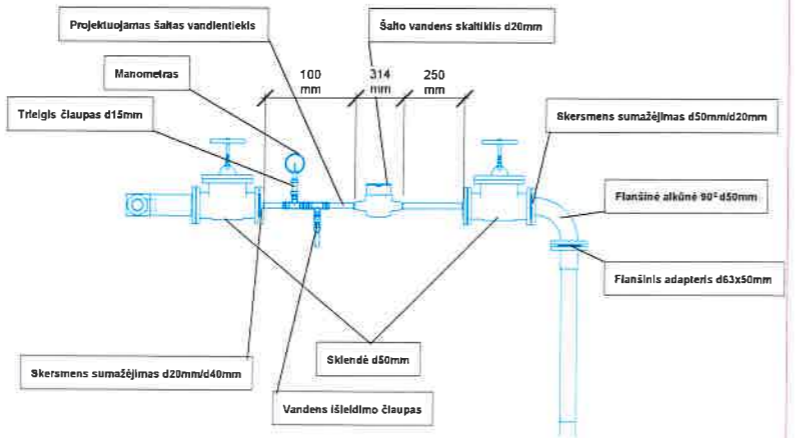 Projektuojamas šaltas vandientiekis
Šalto vandens skaitiklis d20mm
Manometras
100 mm
314 mm
250 mm
Trieigis čiaupas d15mm
Skersmens sumažėjimas d50mm/d20mm
Flanšinė alkūnė 90° d50mm
Flanšinis adapteris d63x50mm
Sklendė d50mm
Skersmens sumažėjimas d20mm/d40mm
Vandens išleidimo čiaupas